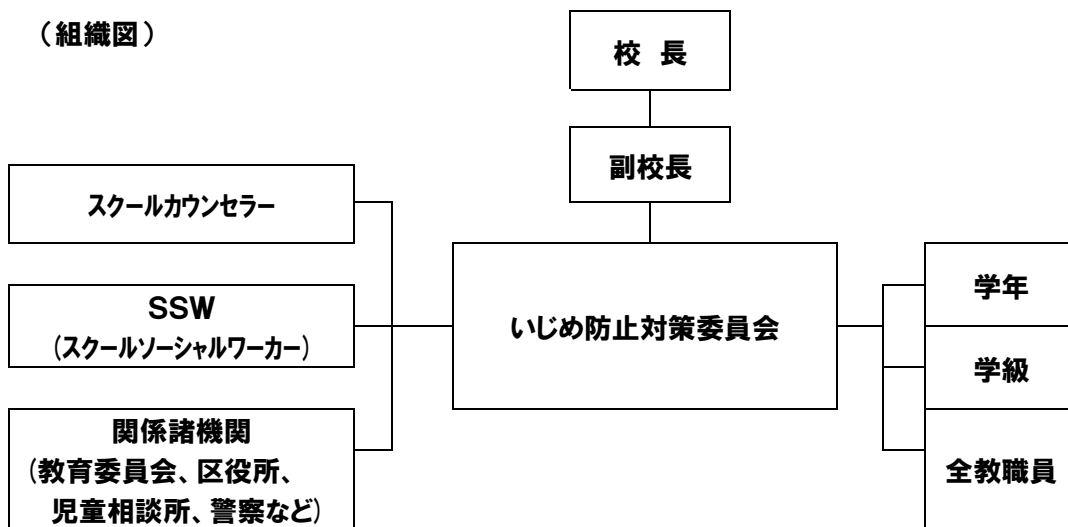 （組織図）
校 長
副校長
スクールカウンセラー
SSW
(スクールソーシャルワーカー)
関係諸機関
(教育委員会、区役所、
児童相談所、警察など)
いじめ防止対策委員会
学年
学級
全教職員